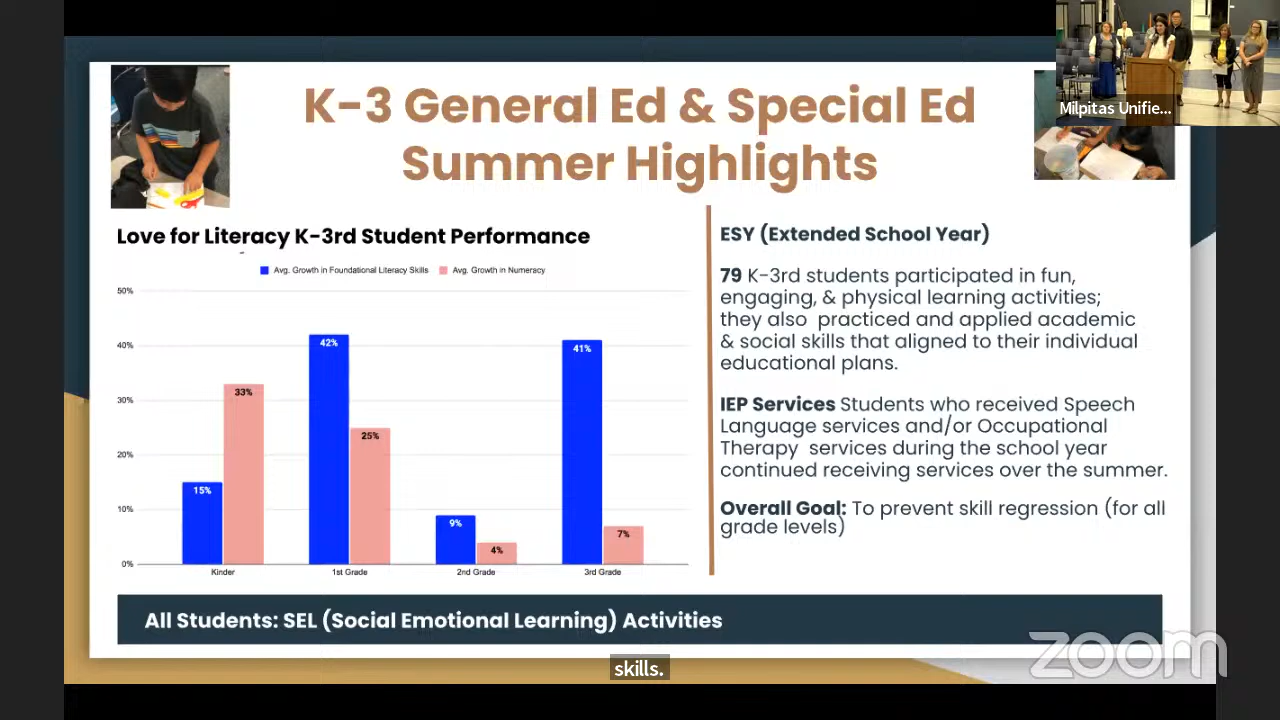 K-3 General Ed & Special Ed
Summer Highlights
Milpitas Unifie...
Love for Literacy K-3rd Student Performance
Avg. Growth in Foundational Literacy Skills
Avg. Growth in Numeracy
50%
40%
30%
20%
10%
0%
15%
33%
42%
25%
9%
4%
41%
7%
Kinder
1st Grade
2nd Grade
3rd Grade
ESY (Extended School Year)
79 K-3rd students participated in fun,
engaging, & physical learning activities;
they also practiced and applied academic
& social skills that aligned to their individual
educational plans.
IEP Services Students who received Speech
Language services and/or Occupational
Therapy services during the school year
continued receiving services over the summer.
Overall Goal: To prevent skill regression (for all
grade levels)
All Students: SEL (Social Emotional Learning) Activities
zoom
skills.